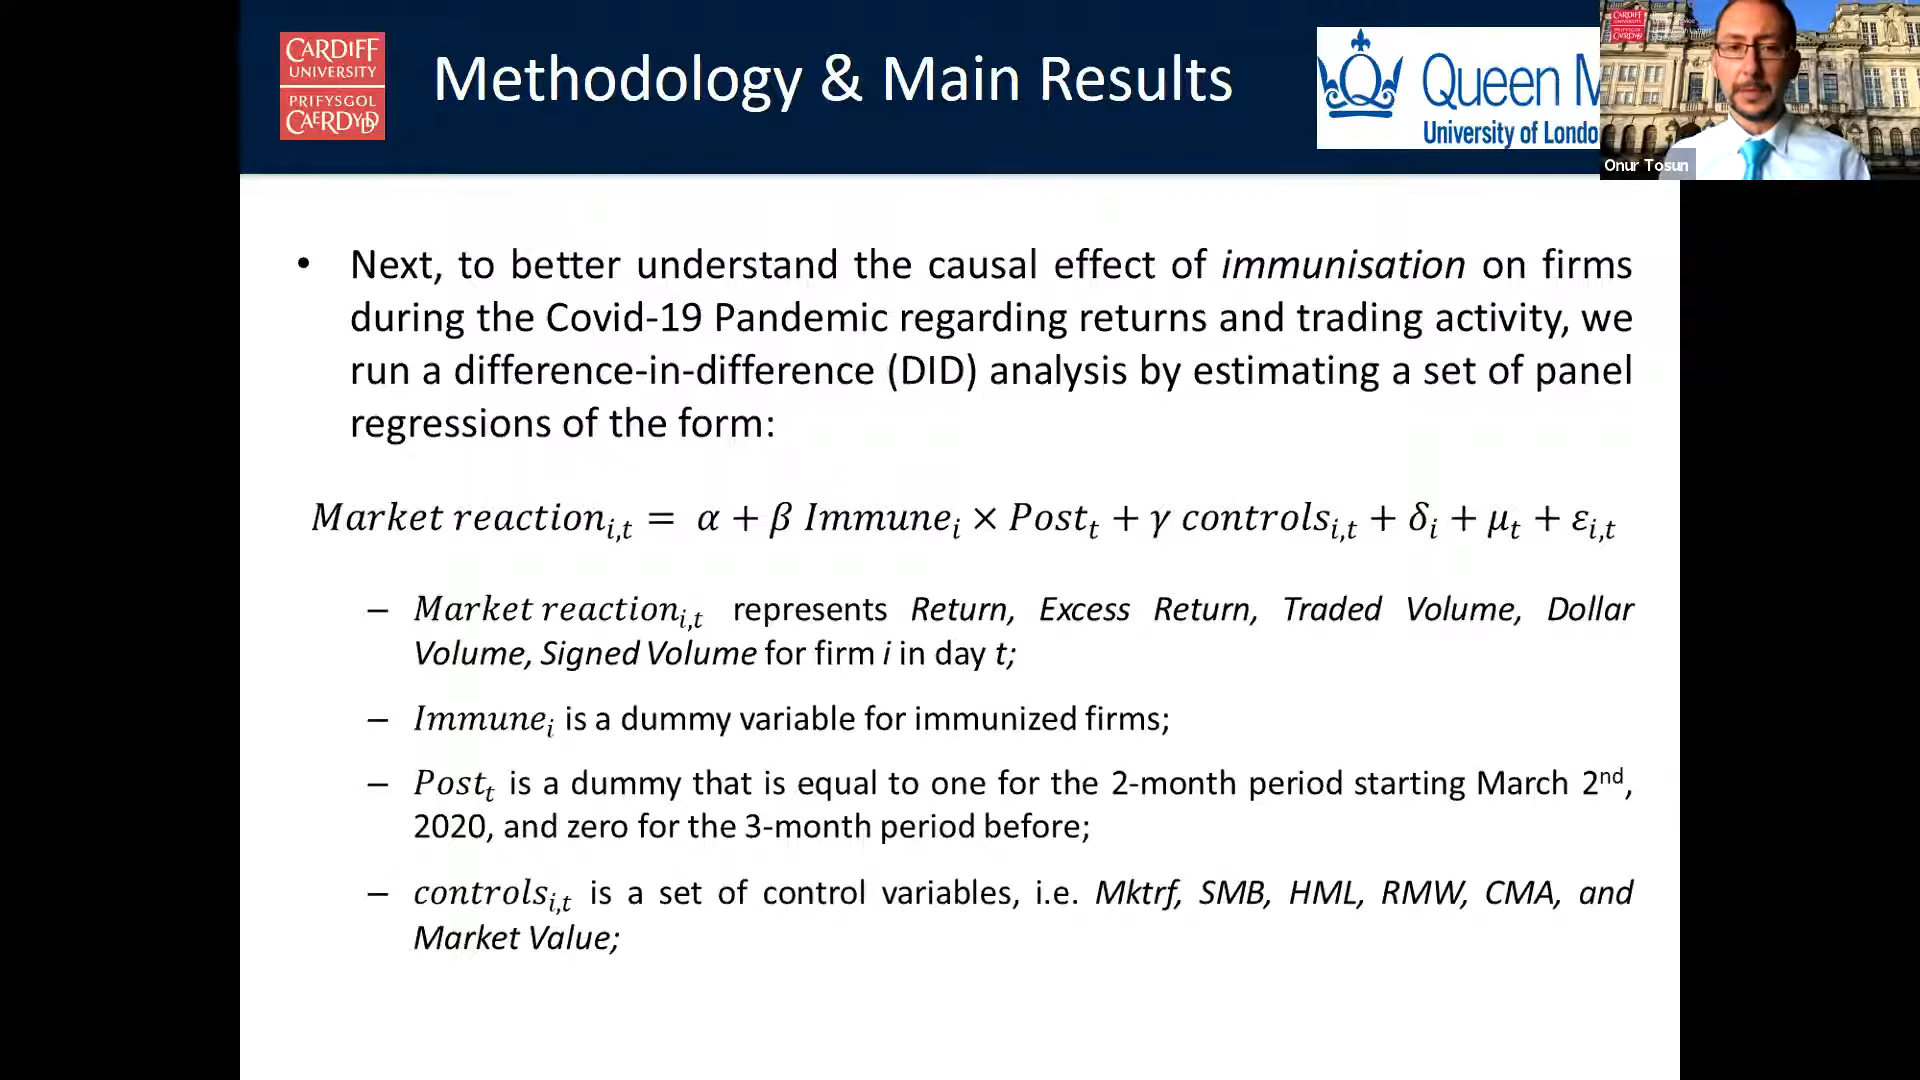 CARDIFF
UNIVERSITY
PRIFYSGOL
CAERDYDD
Methodology & Main Results
Queen M
University of Londo
CARDIFF
UNIVERSITY
PRIFYSGOL
CAERDYDD
Onur Tosun
• Next, to better understand the causal effect of immunisation on firms
during the Covid-19 Pandemic regarding returns and trading activity, we
run a difference-in-difference (DID) analysis by estimating a set of panel
regressions of the form:
Market reaction_{i,t} = α + β Immune_i × Post_t + γ controls_{i,t} + δ_i + μ_t + ε_{i,t}
– Market reaction_{i,t} represents Return, Excess Return, Traded Volume, Dollar
Volume, Signed Volume for firm i in day t;
– Immune_i is a dummy variable for immunized firms;
– Post_t is a dummy that is equal to one for the 2-month period starting March 2nd,
2020, and zero for the 3-month period before;
– controls_{i,t} is a set of control variables, i.e. Mktrf, SMB, HML, RMW, CMA, and
Market Value;